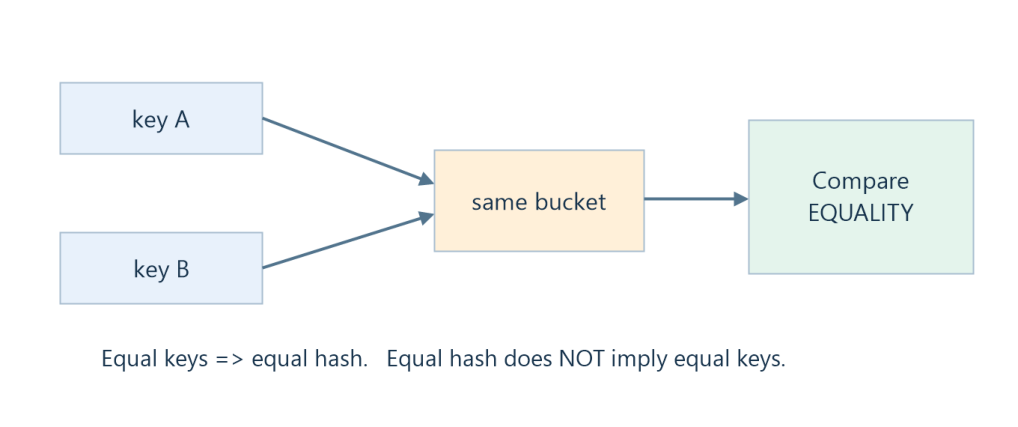 key A
key B
same bucket
Compare
EQUALITY
Equal keys => equal hash.   Equal hash does NOT imply equal keys.